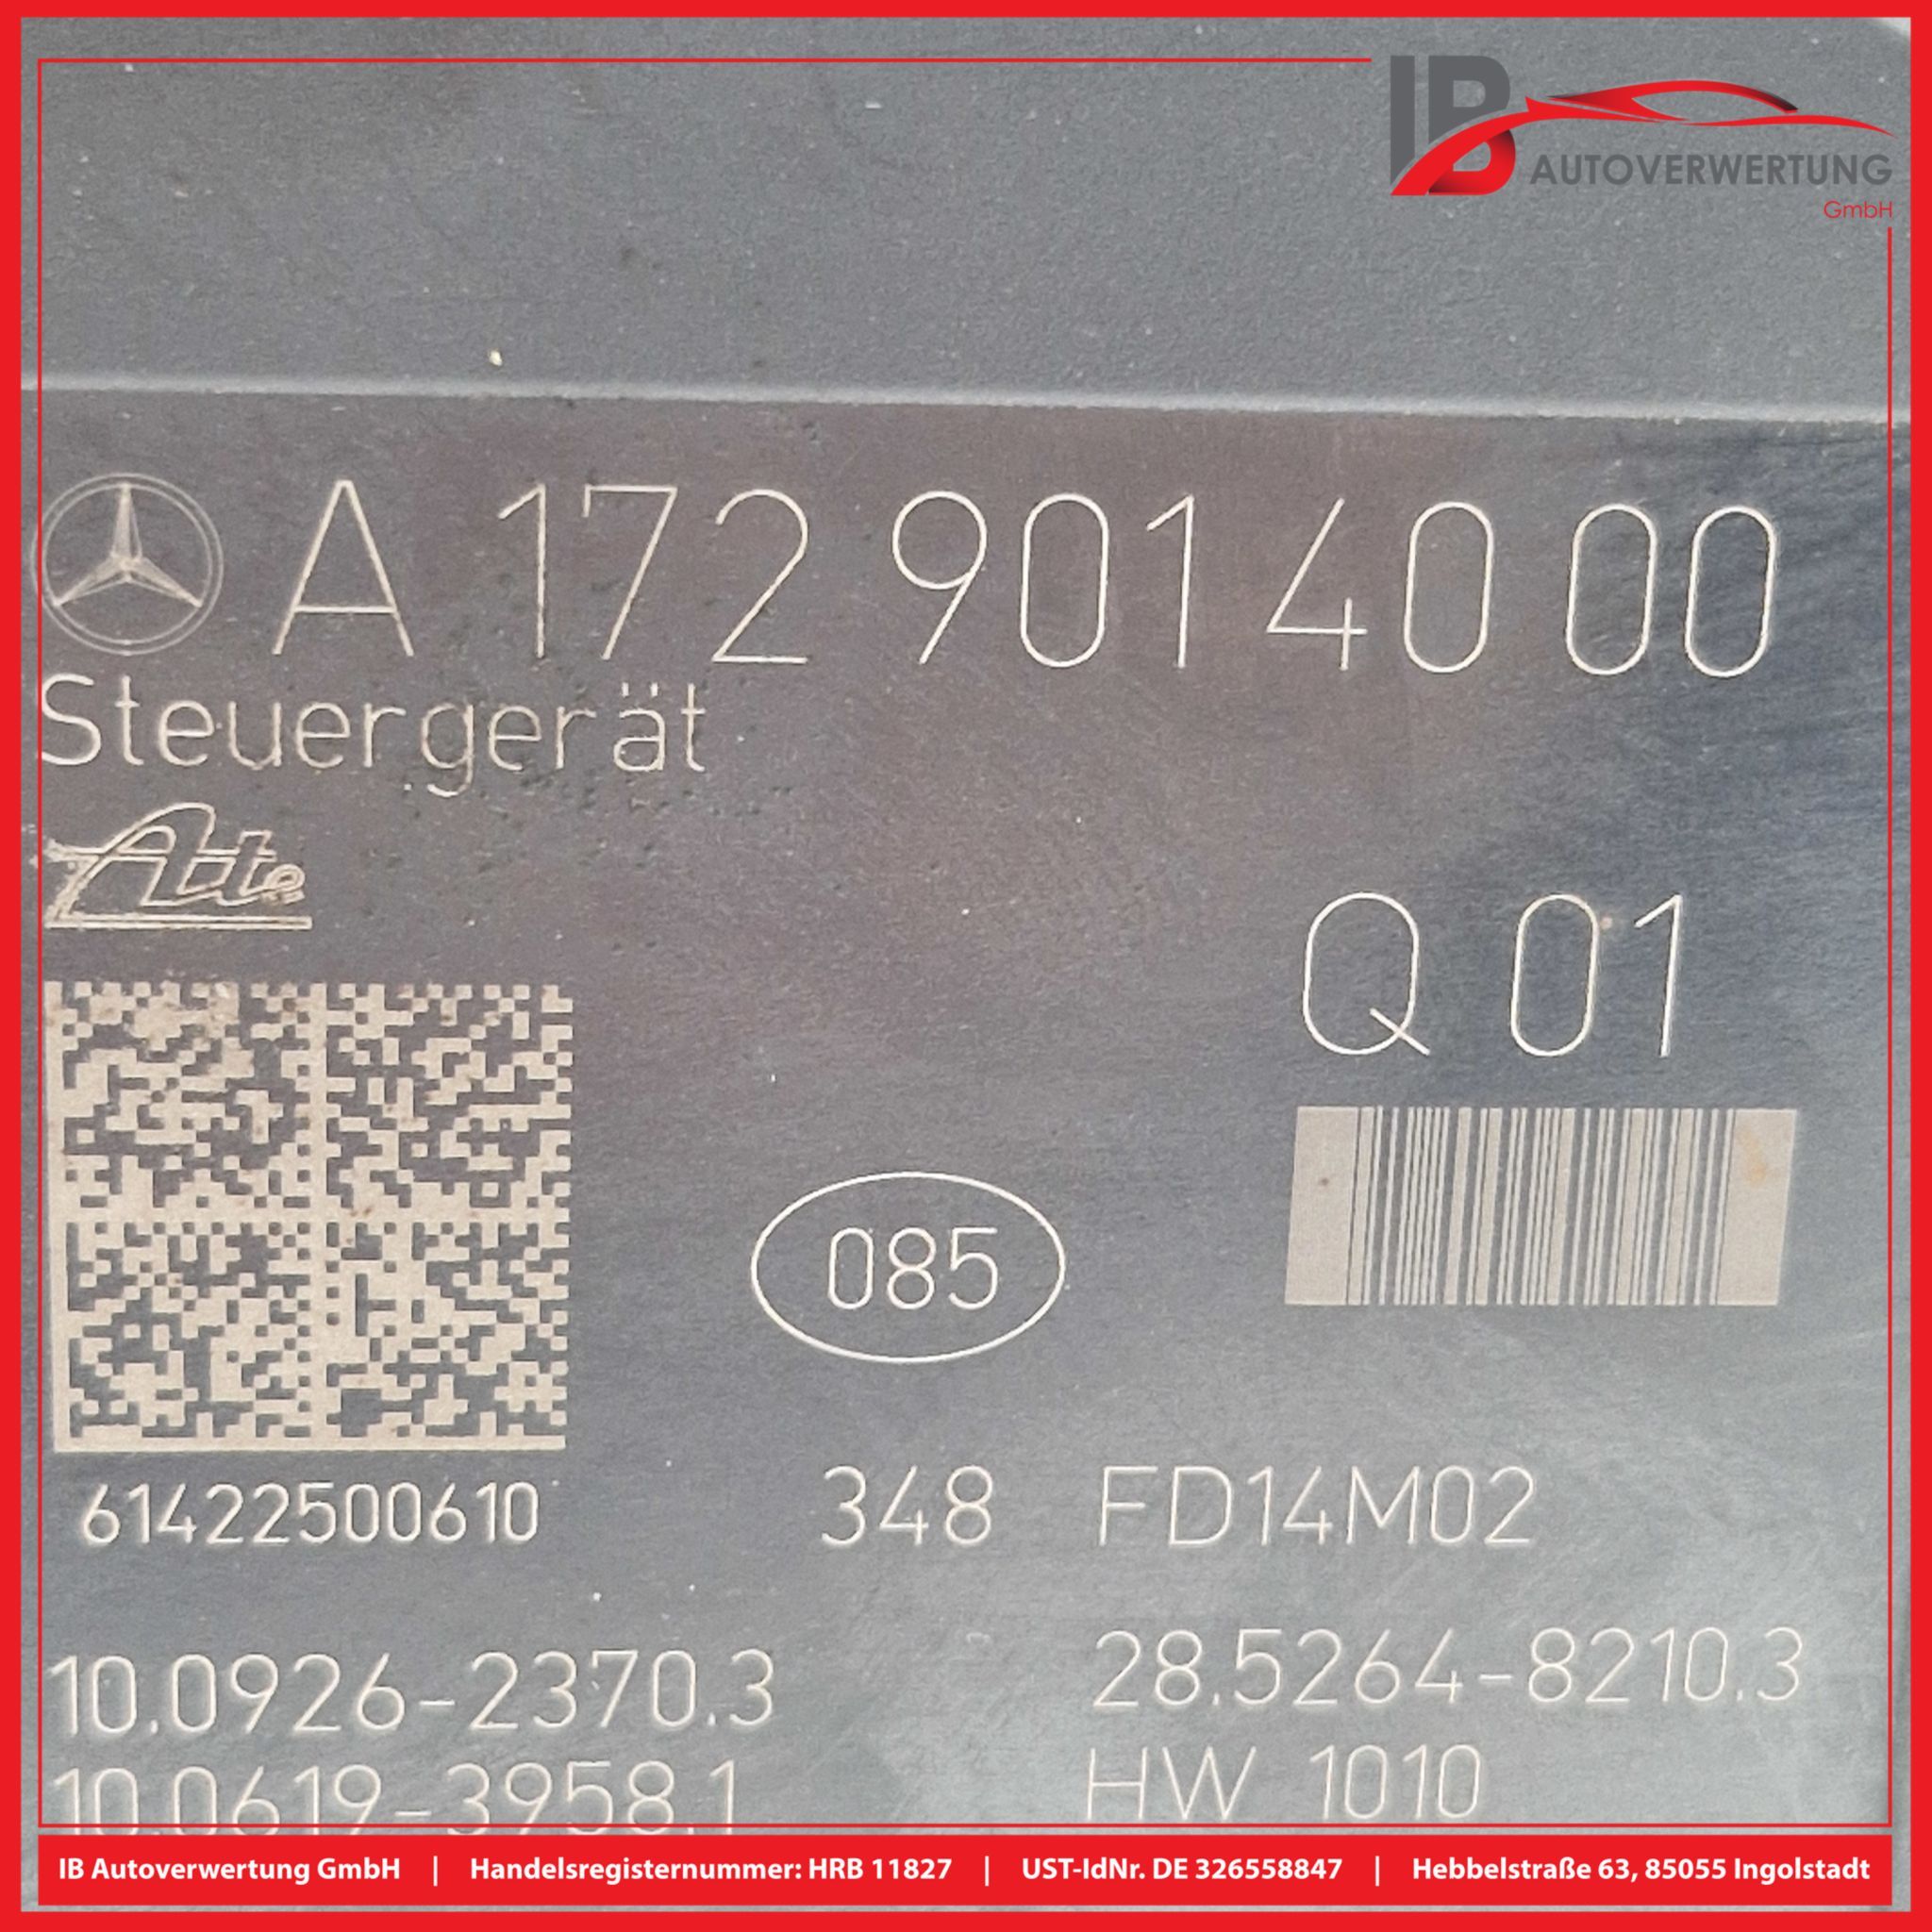 IB AUTOVERWERTUNG
GmbH
A 172 901 40 00
Steuergerät
Ate
Q 01
085
61422500610
348 FD14M02
10.0926-2370.3
28.5264-8210.3
10.0619-3958.1
HW 1010
IB Autoverwertung GmbH | Handelsregisternummer: HRB 11827 | UST-IdNr. DE 326558847 | Hebbelstraße 63, 85055 Ingolstadt